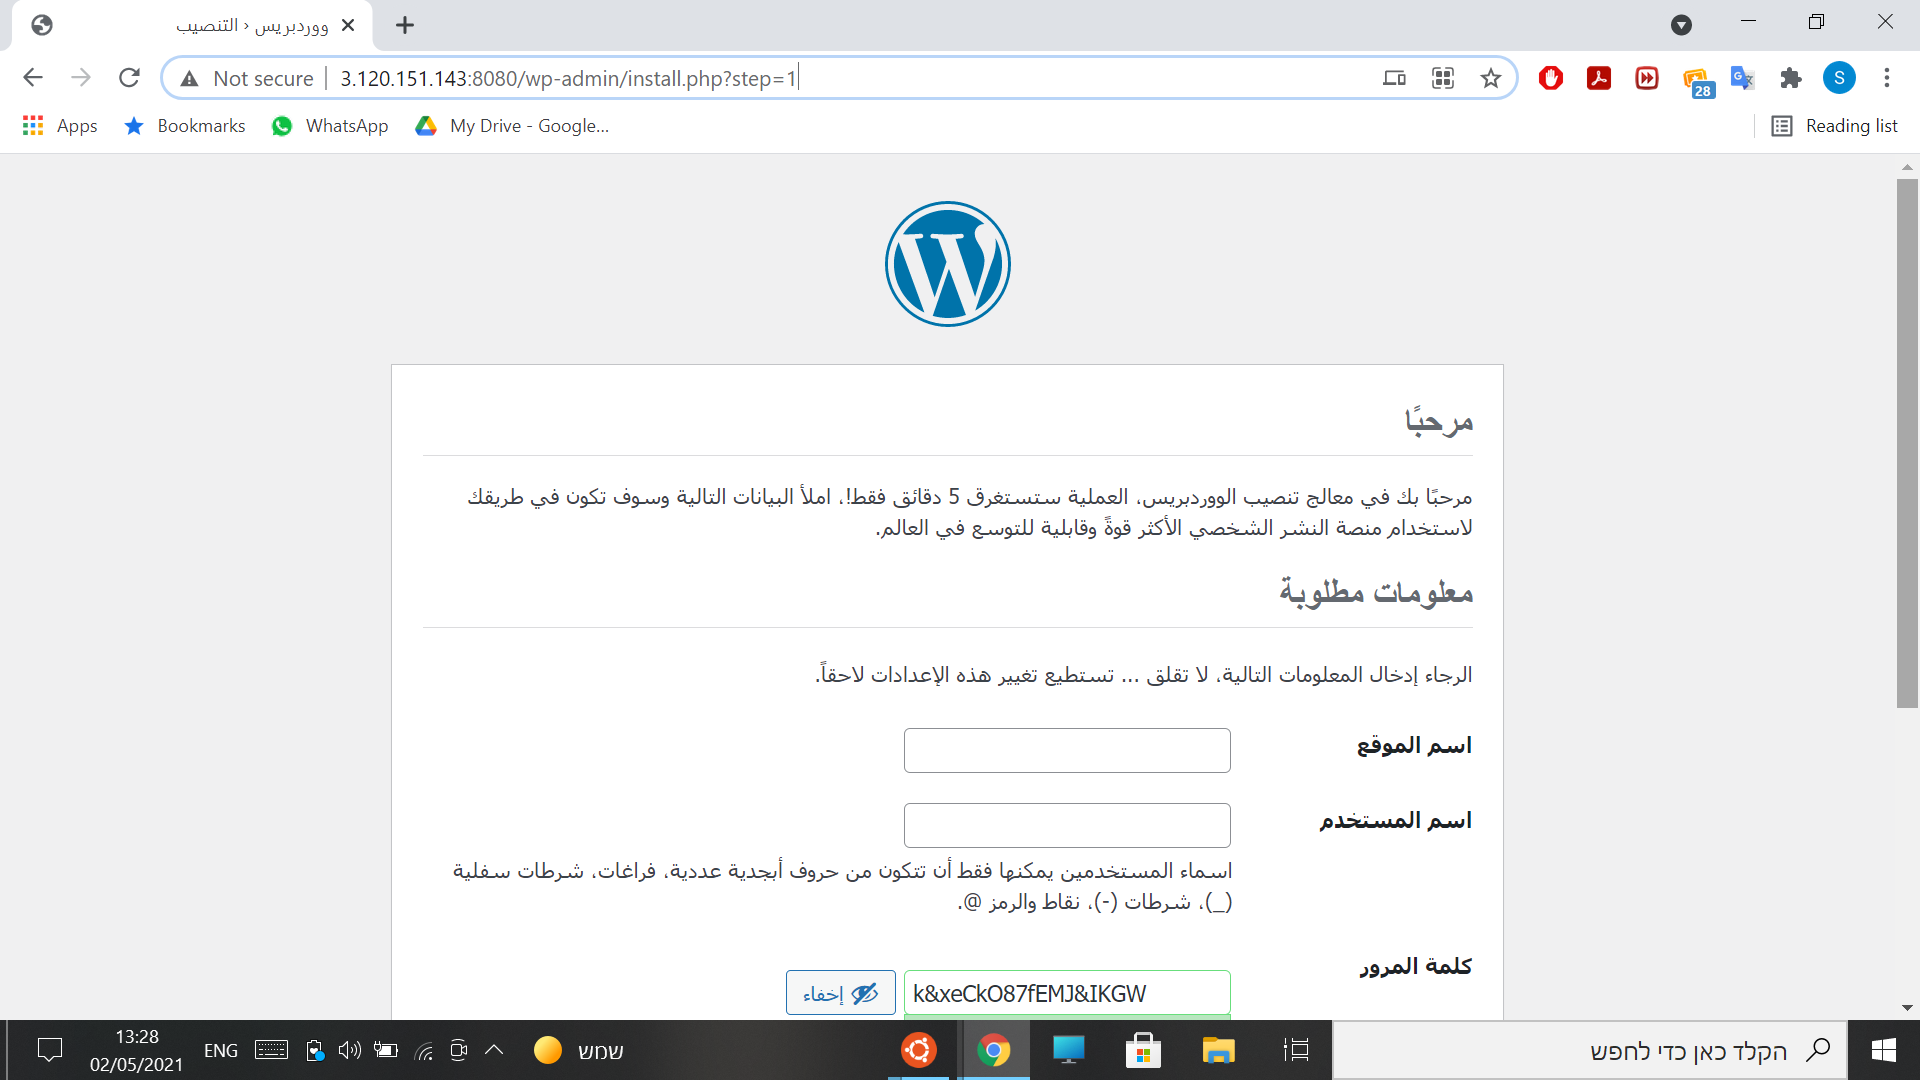 ووردبريس › التنصيب
Not secure
3.120.151.143:8080/wp-admin/install.php?step=1
28
S
Apps
Bookmarks
WhatsApp
My Drive - Google...
Reading list
مرحبًا
مرحبًا بك في معالج تنصيب الووردبريس، العملية ستستغرق 5 دقائق فقط!، املأ البيانات التالية وسوف تكون في طريقك
لاستخدام منصة النشر الشخصي الأكثر قوةً وقابلية للتوسع في العالم.
معلومات مطلوبة
الرجاء إدخال المعلومات التالية، لا تقلق ... تستطيع تغيير هذه الإعدادات لاحقاً.
اسم الموقع
اسم المستخدم
اسماء المستخدمين يمكنها فقط أن تتكون من حروف أبجدية عددية، فراغات، شرطات سفلية
(_)، شرطات (-)، نقاط والرمز @.
كلمة المرور
k&xeCkO87fEMJ&IKGW
إخفاء
13:28
02/05/2021
ENG
שמש
הקלד כאן כדי לחפש